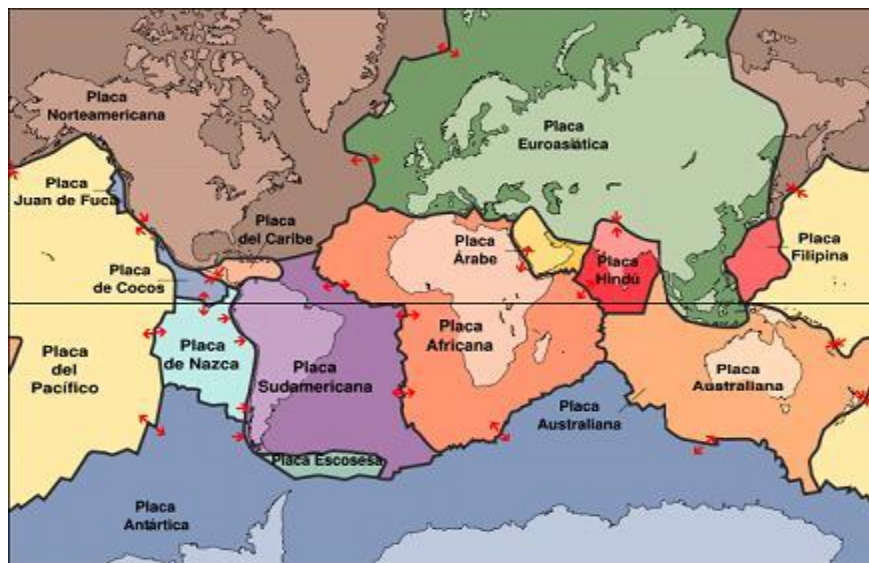 Placa
Norteamericana
Placa
Euroasiática
Placa
Juan de Fuca
Placa
del Caribe
Placa
Árabe
Placa
Hindú
Placa
Filipina
Placa
de Cocos
Placa
Africana
Placa
del
Pacífico
Placa
de Nazca
Placa
Sudamericana
Placa
Australiana
Placa
Australiana
Placa Escosesa
Placa
Antártica